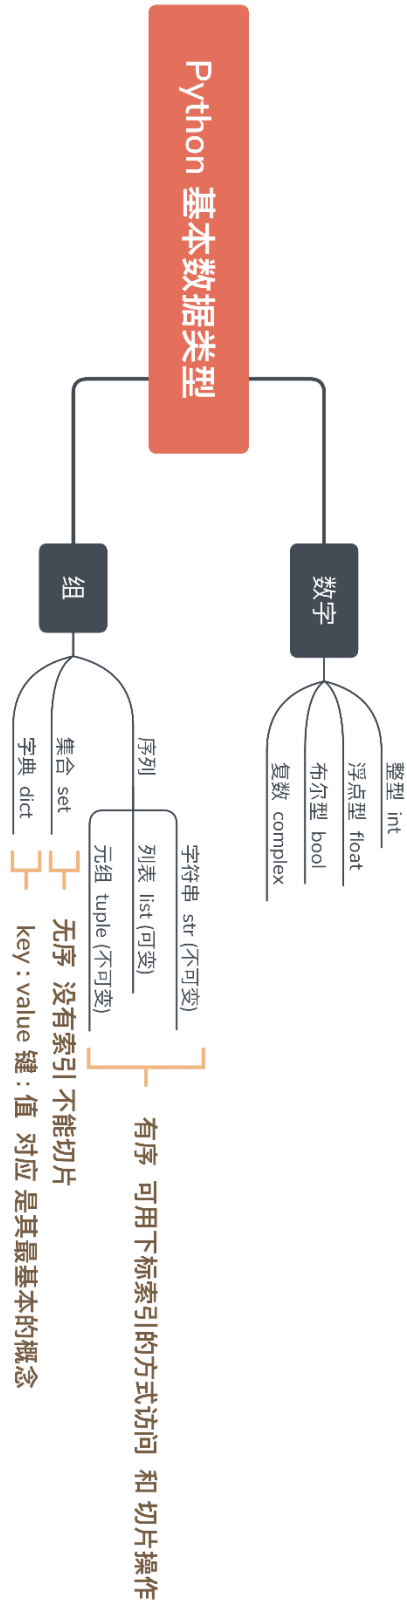 Python 基本数据类型
数字
整型 int
浮点型 float
布尔型 bool
复数 complex
组
序列
字符串 str (不可变)
列表 list (可变)
元组 tuple (不可变)
有序 可用下标索引的方式访问 和 切片操作
集合 set
无序 没有索引 不能切片
字典 dict
key : value 键 : 值 对应 是其最基本的概念